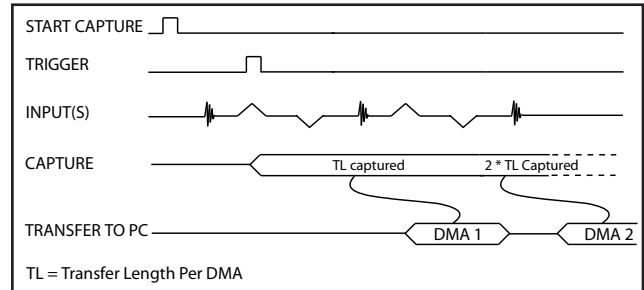 START CAPTURE
TRIGGER
INPUT(S)
CAPTURE
TL captured
2 * TL Captured
TRANSFER TO PC
DMA 1
DMA 2
TL = Transfer Length Per DMA